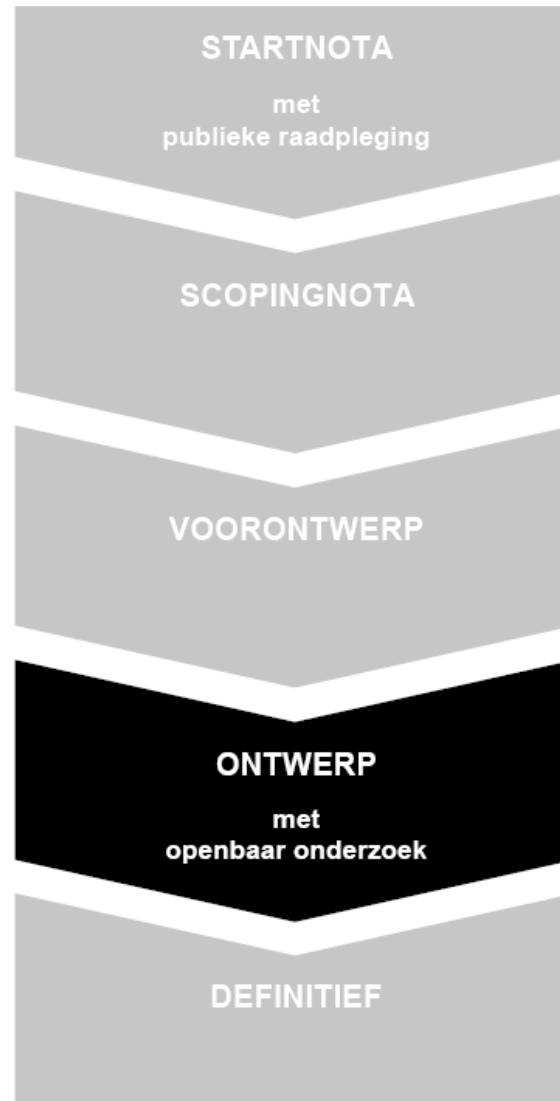 STARTNOTA
met
publieke raadpleging
SCOPINGNOTA
VOORONTWERP
ONTWERP
met
openbaar onderzoek
DEFINITIEF